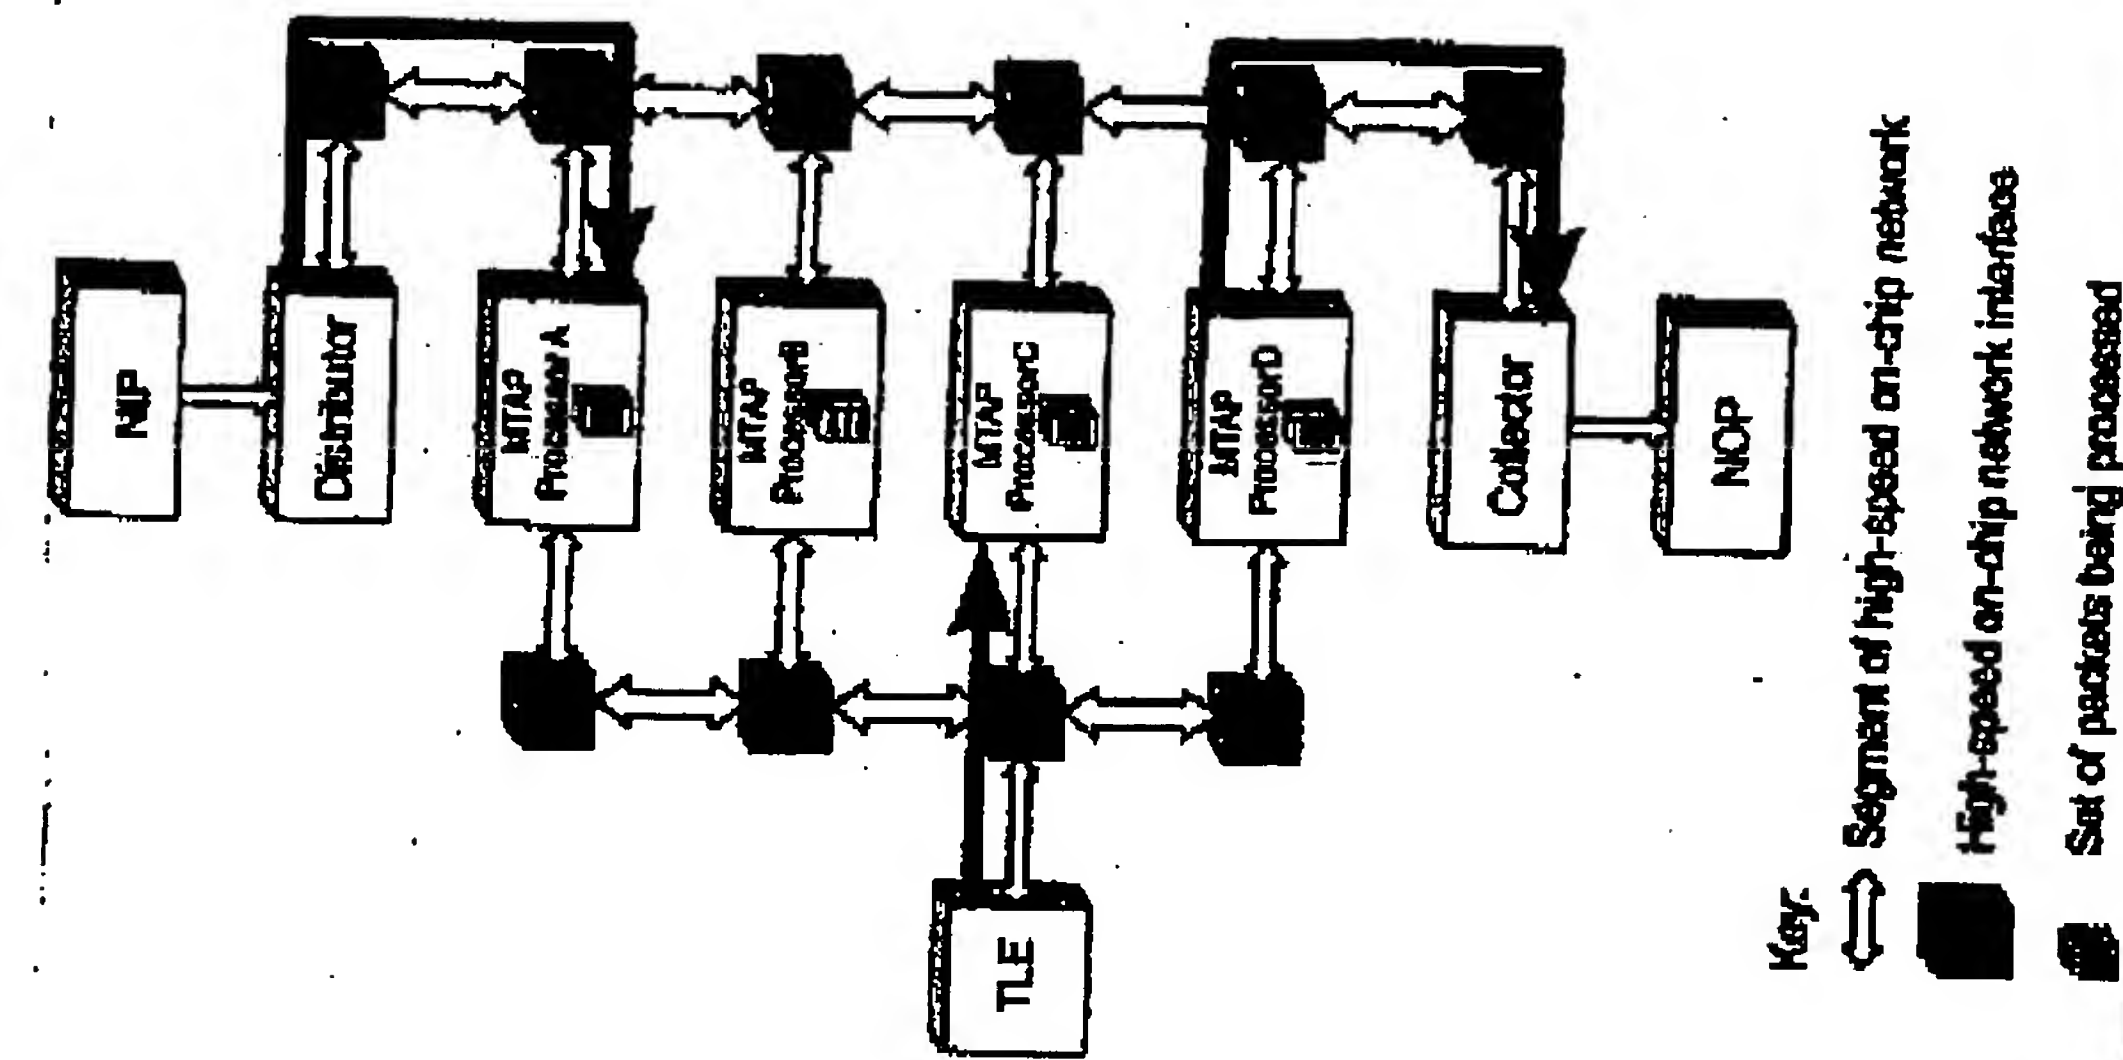 NIP
Distributor
MTAP
Processor A
MTAP
Processor B
MTAP
Processor C
MTAP
Processor D
Collector
NOP
TLE
Key:
Segment of high-speed on-chip network
High-speed on-chip network interface
Set of packets being processed